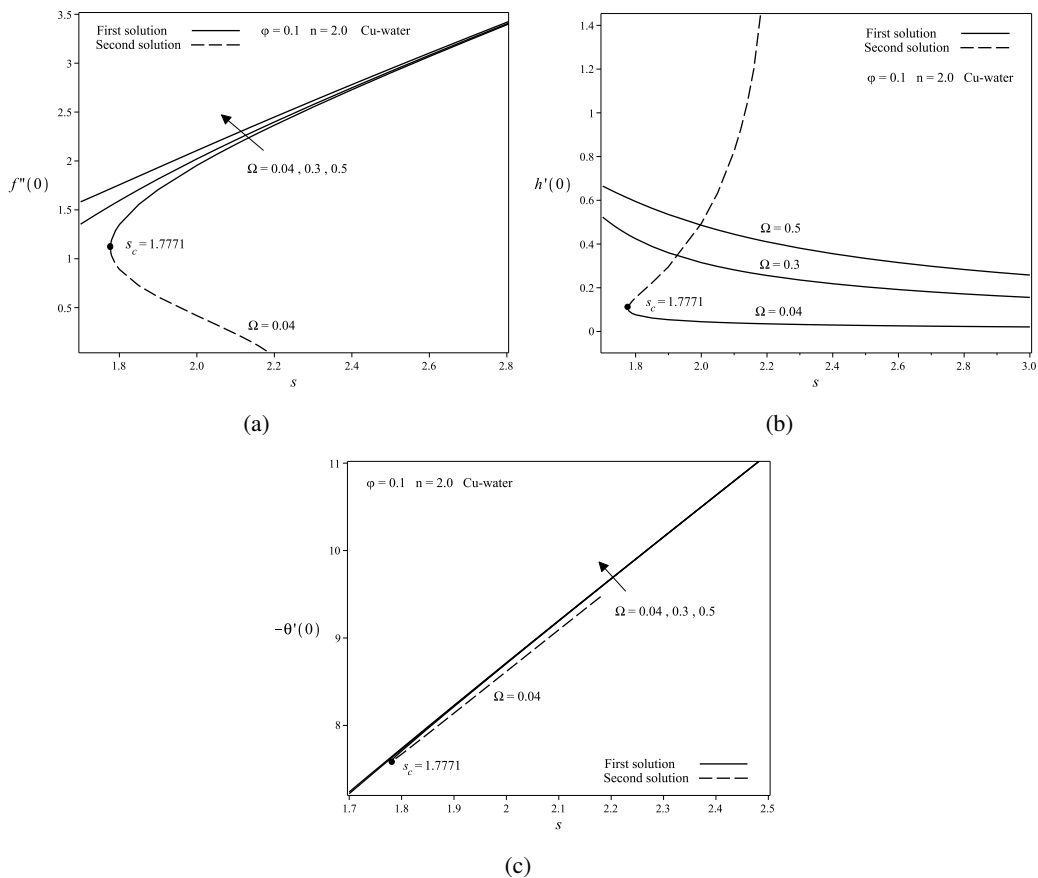 First solution φ = 0.1 n = 2.0 Cu-water
Second solution
3.5
3
2.5
2
1.5
1
0.5
f''(0)
Ω = 0.04 , 0.3 , 0.5
s_c = 1.7771
Ω = 0.04
1.8 2.0 2.2 2.4 2.6 2.8
s
(a)
First solution
Second solution
φ = 0.1 n = 2.0 Cu-water
1.4
1.2
1
0.8
0.6
0.4
0.2
0
h'(0)
Ω = 0.5
Ω = 0.3
s_c = 1.7771
Ω = 0.04
1.8 2.0 2.2 2.4 2.6 2.8 3.0
s
(b)
φ = 0.1 n = 2.0 Cu-water
11
10
9
8
-θ'(0)
Ω = 0.04 , 0.3 , 0.5
Ω = 0.04
s_c = 1.7771
First solution
Second solution
1.7 1.8 1.9 2 2.1 2.2 2.3 2.4 2.5
s
(c)